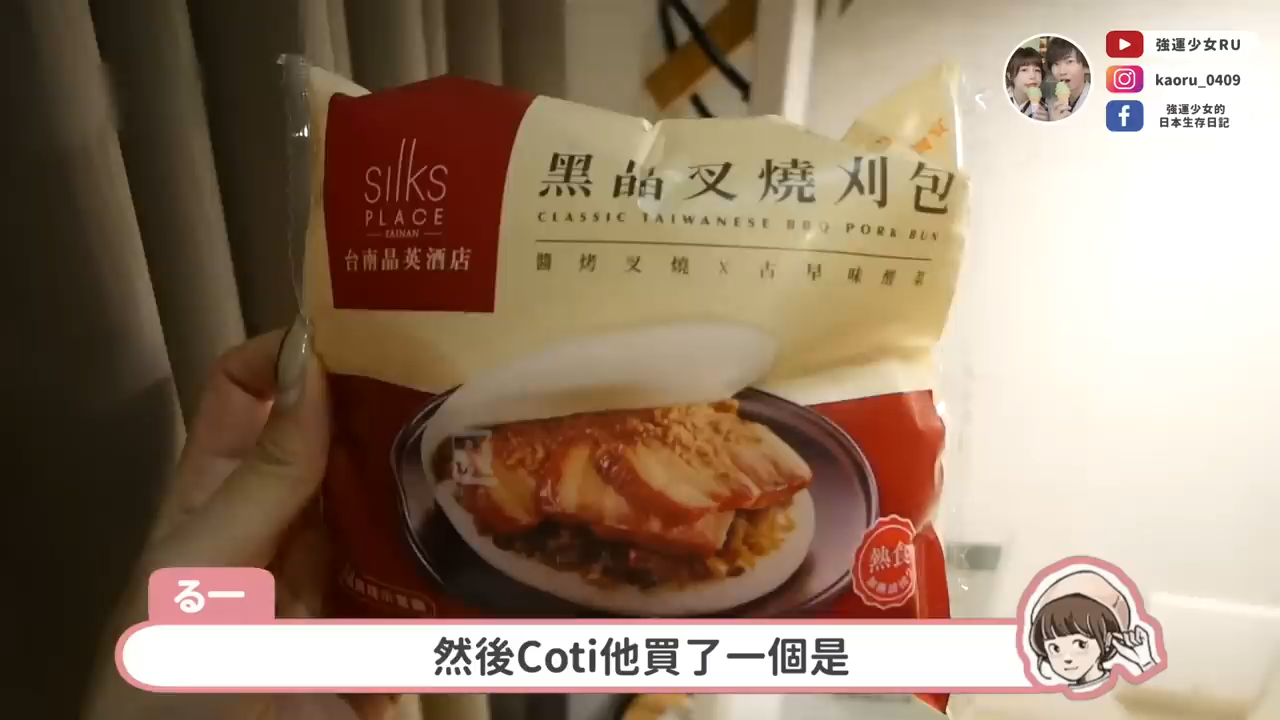 強運少女RU
kaoru_0409
強運少女的
日本生存日記
silks
PLACE
TAINAN
台南晶英酒店
黑晶叉燒刈包
CLASSIC TAIWANESE BBQ PORK BUN
醬烤叉燒X古早味酸菜
熱食
るー
然後Coti他買了一個是